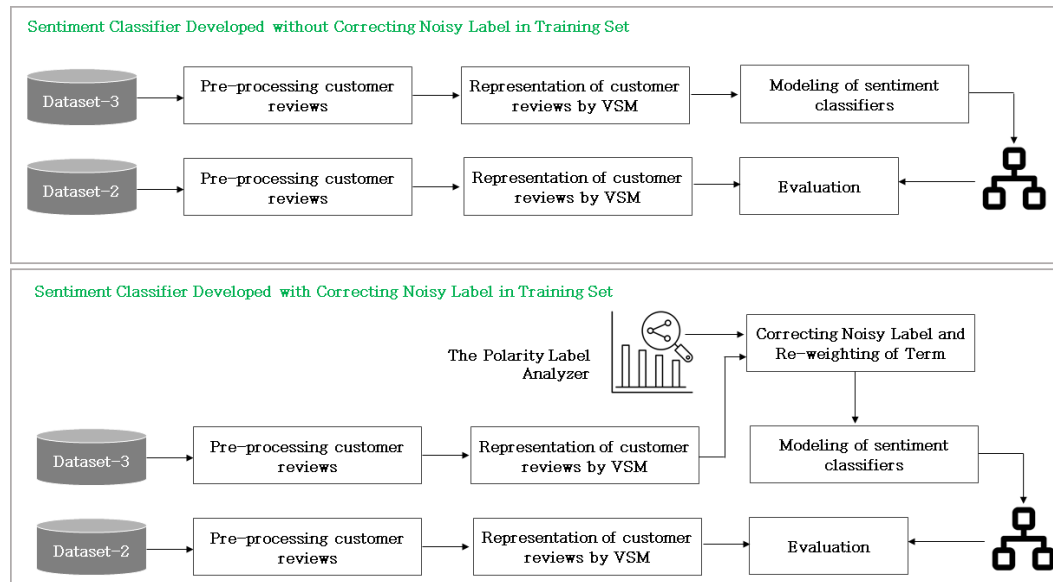 Sentiment Classifier Developed without Correcting Noisy Label in Training Set
Dataset-3
Pre-processing customer
reviews
Representation of customer
reviews by VSM
Modeling of sentiment
classifiers
Dataset-2
Pre-processing customer
reviews
Representation of customer
reviews by VSM
Evaluation
Sentiment Classifier Developed with Correcting Noisy Label in Training Set
The Polarity Label
Analyzer
Correcting Noisy Label and
Re-weighting of Term
Dataset-3
Pre-processing customer
reviews
Representation of customer
reviews by VSM
Modeling of sentiment
classifiers
Dataset-2
Pre-processing customer
reviews
Representation of customer
reviews by VSM
Evaluation